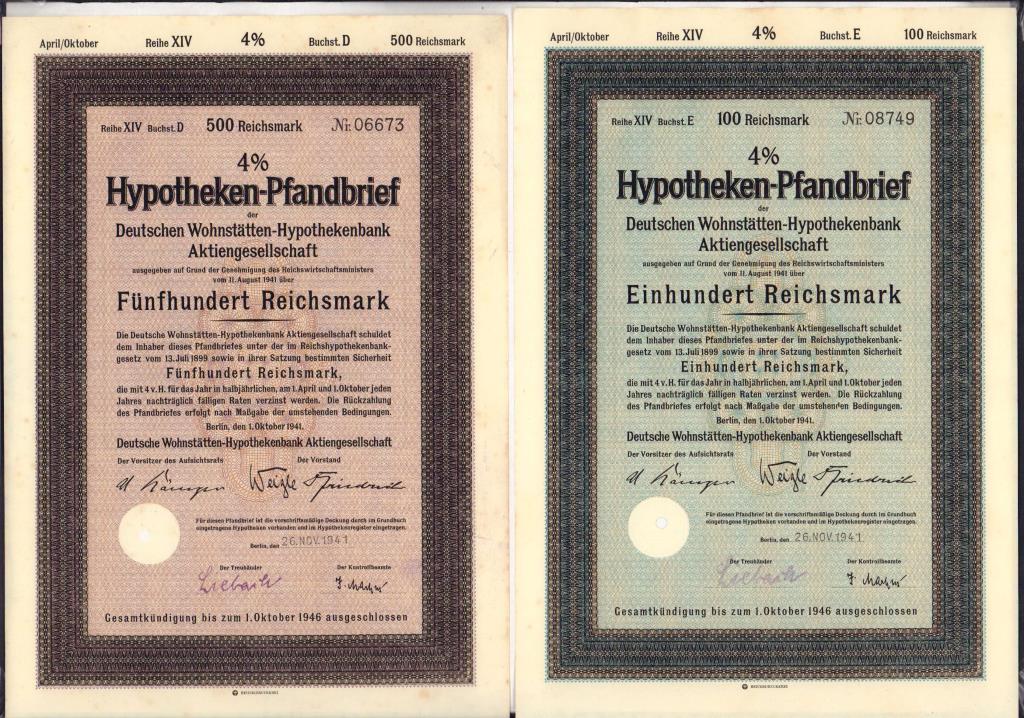 April/Oktober Reihe XIV 4% Buchst. D 500 Reichsmark
Reihe XIV Buchst. D 500 Reichsmark Nr. 06673
4%
Hypotheken-Pfandbrief
der
Deutschen Wohnstätten-Hypothekenbank
Aktiengesellschaft
ausgegeben auf Grund der Genehmigung des Reichswirtschaftsministers
vom 11. August 1941 über
Fünfhundert Reichsmark
Die Deutsche Wohnstätten-Hypothekenbank Aktiengesellschaft schuldet
dem Inhaber dieses Pfandbriefes unter der im Reichshypothekenbank-
gesetz vom 13. Juli 1899 sowie in ihrer Satzung bestimmten Sicherheit
Fünfhundert Reichsmark,
die mit 4 v. H. für das Jahr in halbjährlichen, am 1. April und 1. Oktober jeden
Jahres nachträglich fälligen Raten verzinst werden. Die Rückzahlung
des Pfandbriefes erfolgt nach Maßgabe der umstehenden Bedingungen.
Berlin, den 1. Oktober 1941.
Deutsche Wohnstätten-Hypothekenbank Aktiengesellschaft
Der Vorsitzer des Aufsichtsrats Der Vorstand
Weigle Friedrich
Für diesen Pfandbrief ist die vorschriftsmäßige Deckung durch im Grundbuch
eingetragene Hypotheken vorhanden und im Hypothekenregister eingetragen.
Berlin, den 26. NOV. 1941
Der Treuhänder Der Kontrollbeamte
Gesamtkündigung bis zum 1. Oktober 1946 ausgeschlossen
REICHSDRUCKEREI
April/Oktober Reihe XIV 4% Buchst. E 100 Reichsmark
Reihe XIV Buchst. E 100 Reichsmark Nr. 08749
4%
Hypotheken-Pfandbrief
der
Deutschen Wohnstätten-Hypothekenbank
Aktiengesellschaft
ausgegeben auf Grund der Genehmigung des Reichswirtschaftsministers
vom 11. August 1941 über
Einhundert Reichsmark
Die Deutsche Wohnstätten-Hypothekenbank Aktiengesellschaft schuldet
dem Inhaber dieses Pfandbriefes unter der im Reichshypothekenbank-
gesetz vom 13. Juli 1899 sowie in ihrer Satzung bestimmten Sicherheit
Einhundert Reichsmark,
die mit 4 v. H. für das Jahr in halbjährlichen, am 1. April und 1. Oktober jeden
Jahres nachträglich fälligen Raten verzinst werden. Die Rückzahlung
des Pfandbriefes erfolgt nach Maßgabe der umstehenden Bedingungen.
Berlin, den 1. Oktober 1941.
Deutsche Wohnstätten-Hypothekenbank Aktiengesellschaft
Der Vorsitzer des Aufsichtsrats Der Vorstand
Weigle Friedrich
Für diesen Pfandbrief ist die vorschriftsmäßige Deckung durch im Grundbuch
eingetragene Hypotheken vorhanden und im Hypothekenregister eingetragen.
Berlin, den 26. NOV. 1941
Der Treuhänder Der Kontrollbeamte
Gesamtkündigung bis zum 1. Oktober 1946 ausgeschlossen
REICHSDRUCKEREI